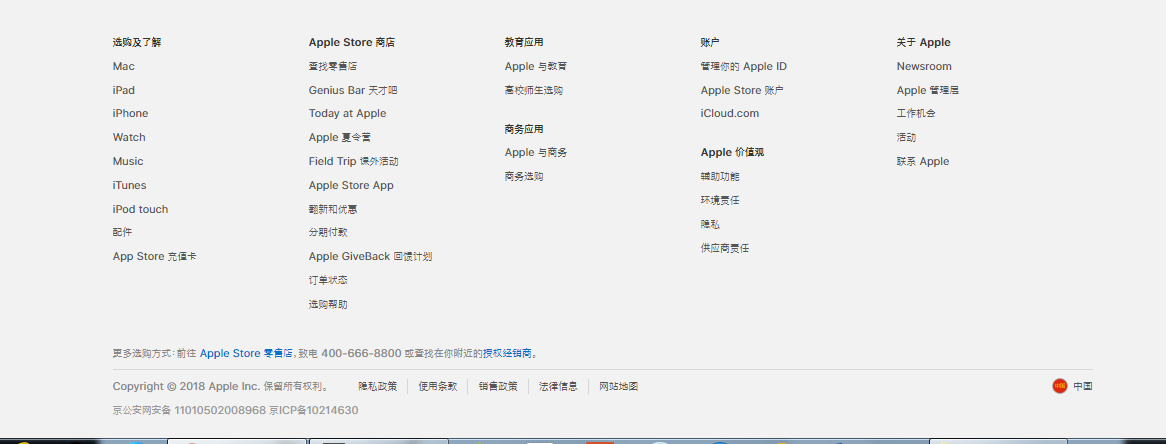 选购及了解
Mac
iPad
iPhone
Watch
Music
iTunes
iPod touch
配件
App Store 充值卡
Apple Store 商店
查找零售店
Genius Bar 天才吧
Today at Apple
Apple 夏令营
Field Trip 课外活动
Apple Store App
翻新和优惠
分期付款
Apple GiveBack 回馈计划
订单状态
选购帮助
教育应用
Apple 与教育
高校师生选购
商务应用
Apple 与商务
商务选购
账户
管理你的 Apple ID
Apple Store 账户
iCloud.com
Apple 价值观
辅助功能
环境责任
隐私
供应商责任
关于 Apple
Newsroom
Apple 管理层
工作机会
活动
联系 Apple
更多选购方式：前往 Apple Store 零售店，致电 400-666-8800 或查找在你附近的授权经销商。
Copyright © 2018 Apple Inc. 保留所有权利。 隐私政策 使用条款 销售政策 法律信息 网站地图 中国 中国
京公安网安备 11010502008968 京ICP备10214630